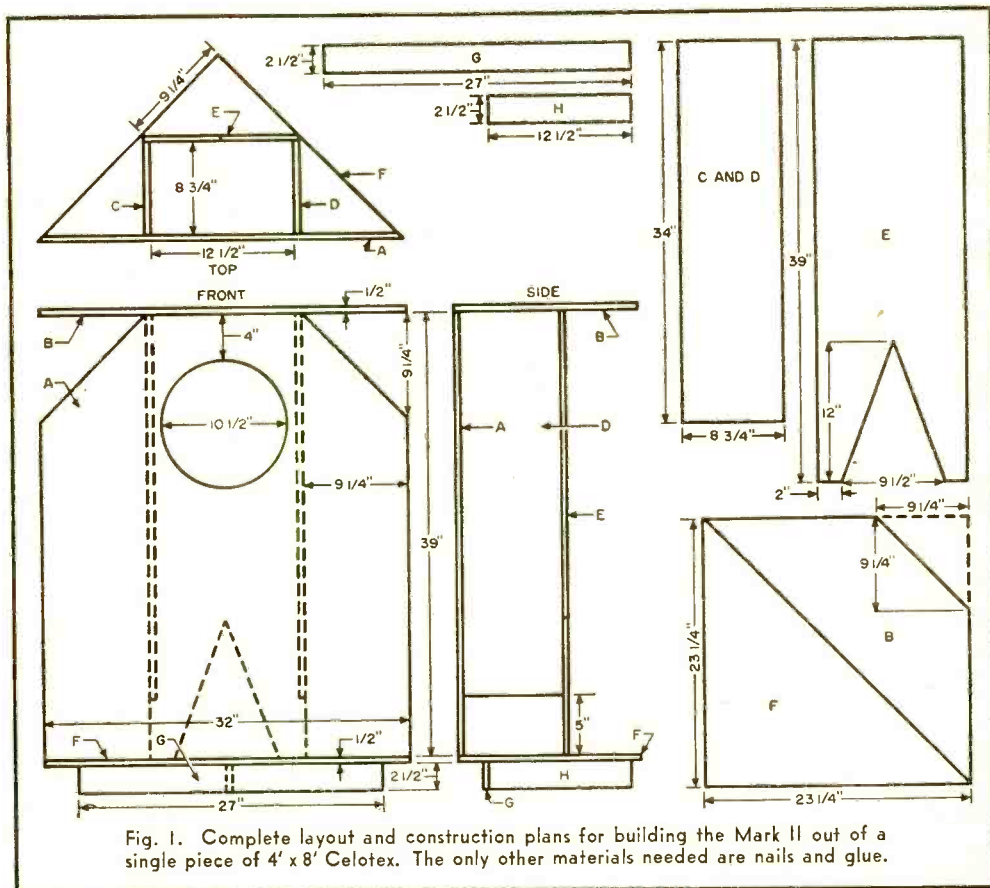 9 1/4"
E
8 3/4"
F
C
D
12 1/2"
A
TOP
2 1/2"
G
27"
2 1/2"
H
12 1/2"
34"
C AND D
8 3/4"
39"
E
12"
9 1/2"
2"
FRONT
1/2"
B
4"
9 1/4"
A
10 1/2"
9 1/4"
39"
32"
F
G
1/2"
2 1/2"
27"
SIDE
B
A
D
E
5"
F
H
G
9 1/4"
9 1/4"
B
23 1/4"
F
23 1/4"
Fig. 1. Complete layout and construction plans for building the Mark II out of a
single piece of 4' x 8' Celotex. The only other materials needed are nails and glue.